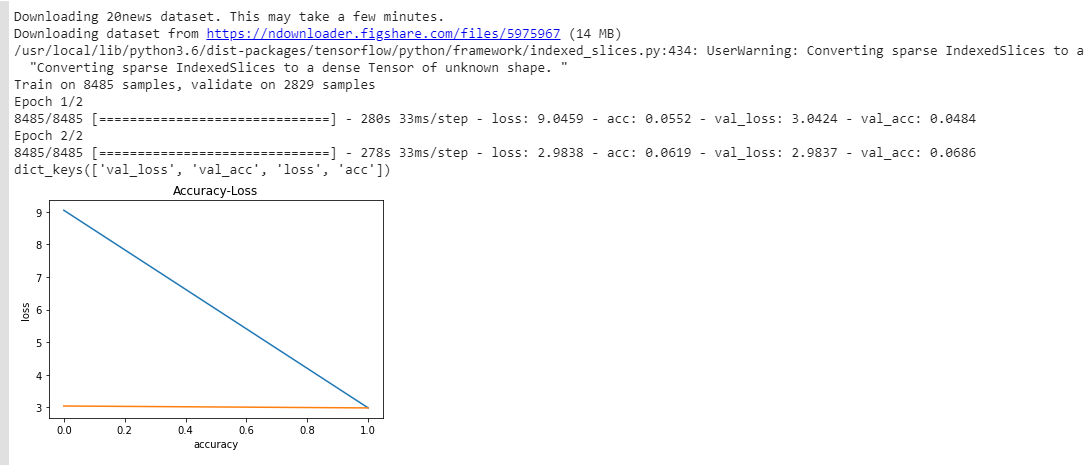 Downloading 20news dataset. This may take a few minutes.
Downloading dataset from https://ndownloader.figshare.com/files/5975967 (14 MB)
/usr/local/lib/python3.6/dist-packages/tensorflow/python/framework/indexed_slices.py:434: UserWarning: Converting sparse IndexedSlices to a
"Converting sparse IndexedSlices to a dense Tensor of unknown shape. "
Train on 8485 samples, validate on 2829 samples
Epoch 1/2
8485/8485 [==============================] - 280s 33ms/step - loss: 9.0459 - acc: 0.0552 - val_loss: 3.0424 - val_acc: 0.0484
Epoch 2/2
8485/8485 [==============================] - 278s 33ms/step - loss: 2.9838 - acc: 0.0619 - val_loss: 2.9837 - val_acc: 0.0686
dict_keys(['val_loss', 'val_acc', 'loss', 'acc'])
Accuracy-Loss
9
8
7
6
5
4
3
loss
0.0 0.2 0.4 0.6 0.8 1.0
accuracy